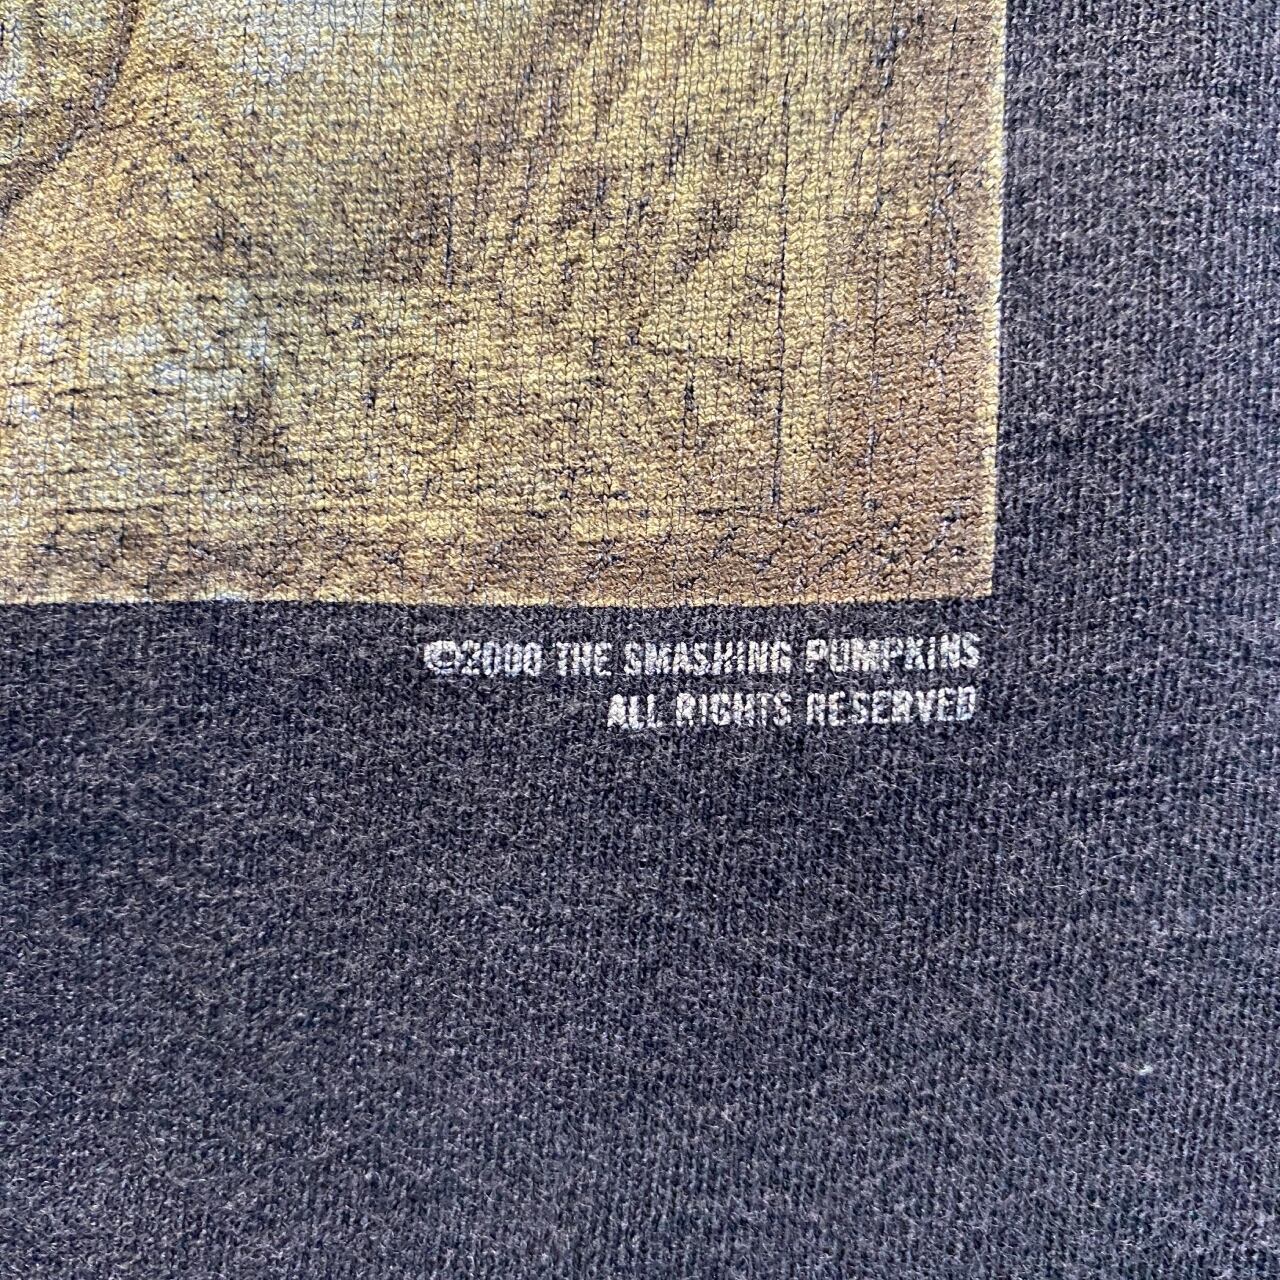 ©2000 THE SMASHING PUMPKINS
ALL RIGHTS RESERVED